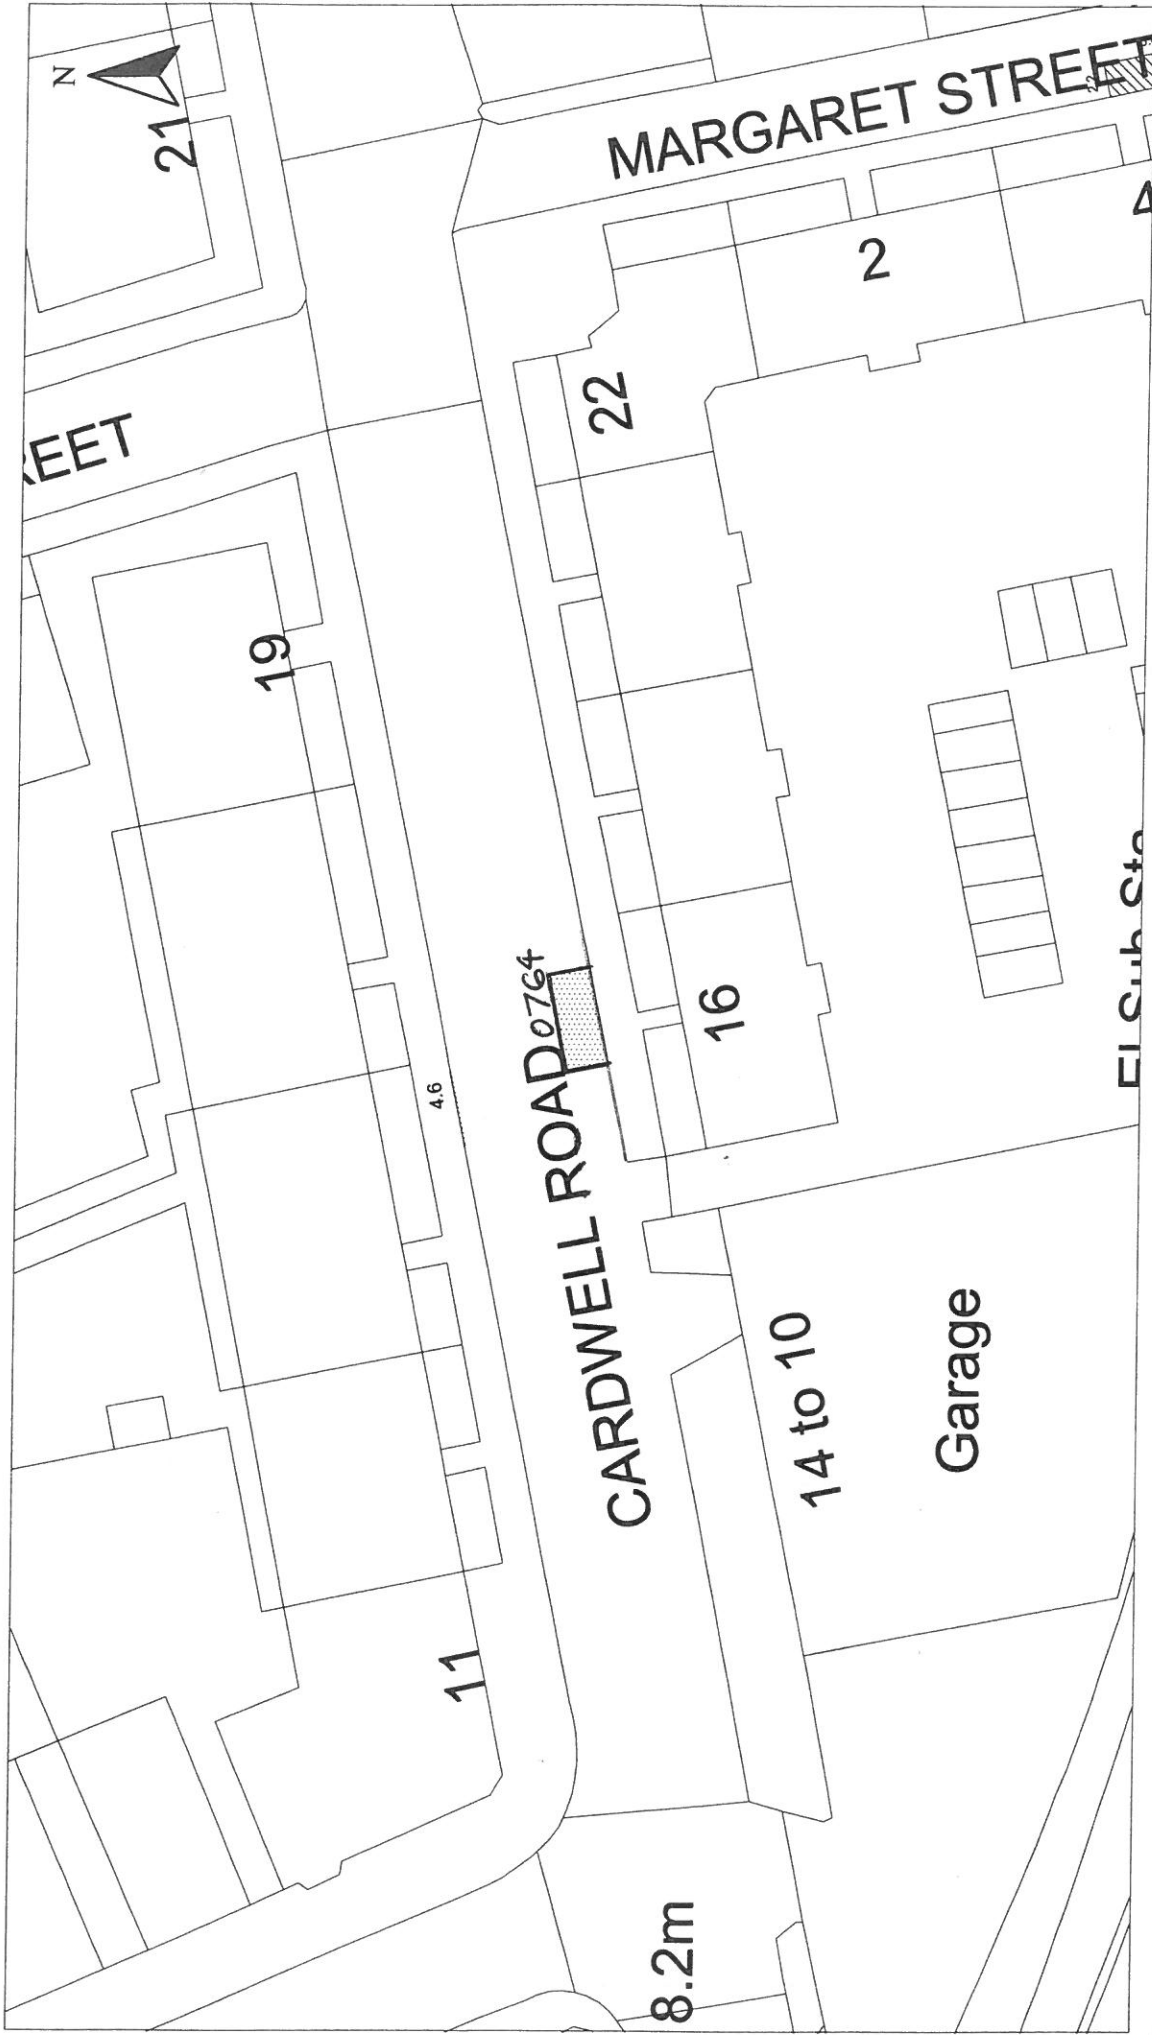 N
21
MARGARET STREET
REET
2
4
22
19
16
CARDWELL ROAD
0764
4.6
El Sub Sta
14 to 10
Garage
11
8.2m